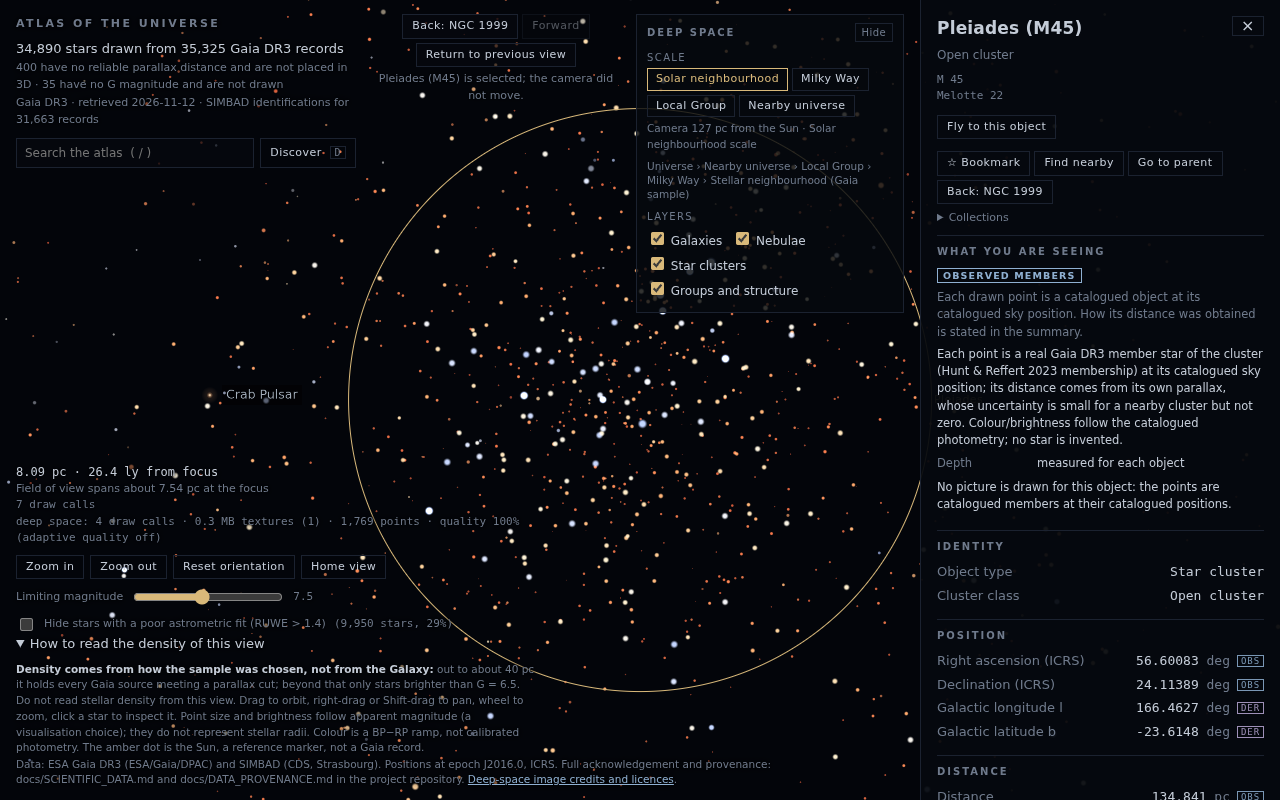 ATLAS OF THE UNIVERSE
34,890 stars drawn from 35,325 Gaia DR3 records
400 have no reliable parallax distance and are not placed in
3D · 35 have no G magnitude and are not drawn
Gaia DR3 · retrieved 2026-11-12 · SIMBAD identifications for
31,663 records
Search the atlas ( / )
Discover D
Back: NGC 1999
Forward
Return to previous view
Pleiades (M45) is selected; the camera did
not move.
DEEP SPACE
Hide
SCALE
Solar neighbourhood
Milky Way
Local Group
Nearby universe
Camera 127 pc from the Sun · Solar
neighbourhood scale
Universe › Nearby universe › Local Group ›
Milky Way › Stellar neighbourhood (Gaia
sample)
LAYERS
Galaxies
Nebulae
Star clusters
Groups and structure
Crab Pulsar
8.09 pc · 26.4 ly from focus
Field of view spans about 7.54 pc at the focus
7 draw calls
deep space: 4 draw calls · 0.3 MB textures (1) · 1,769 points · quality 100%
(adaptive quality off)
Zoom in
Zoom out
Reset orientation
Home view
Limiting magnitude
7.5
Hide stars with a poor astrometric fit (RUWE > 1.4) (9,950 stars, 29%)
▼ How to read the density of this view
Density comes from how the sample was chosen, not from the Galaxy: out to about 40 pc
it holds every Gaia source meeting a parallax cut; beyond that only stars brighter than G = 6.5.
Do not read stellar density from this view. Drag to orbit, right-drag or Shift-drag to pan, wheel to
zoom, click a star to inspect it. Point size and brightness follow apparent magnitude (a
visualisation choice); they do not represent stellar radii. Colour is a BP−RP ramp, not calibrated
photometry. The amber dot is the Sun, a reference marker, not a Gaia record.
Data: ESA Gaia DR3 (ESA/Gaia/DPAC) and SIMBAD (CDS, Strasbourg). Positions at epoch J2016.0, ICRS. Full acknowledgement and provenance:
docs/SCIENTIFIC_DATA.md and docs/DATA_PROVENANCE.md in the project repository. Deep-space image credits and licences.
Pleiades (M45)
×
Open cluster
M 45
Melotte 22
Fly to this object
☆ Bookmark
Find nearby
Go to parent
Back: NGC 1999
▶ Collections
WHAT YOU ARE SEEING
OBSERVED MEMBERS
Each drawn point is a catalogued object at its
catalogued sky position. How its distance was obtained
is stated in the summary.
Each point is a real Gaia DR3 member star of the cluster
(Hunt & Reffert 2023 membership) at its catalogued sky
position; its distance comes from its own parallax,
whose uncertainty is small for a nearby cluster but not
zero. Colour/brightness follow the catalogued
photometry; no star is invented.
Depth measured for each object
No picture is drawn for this object: the points are
catalogued members at their catalogued positions.
IDENTITY
Object type Star cluster
Cluster class Open cluster
POSITION
Right ascension (ICRS) 56.60083 deg OBS
Declination (ICRS) 24.11389 deg OBS
Galactic longitude l 166.4627 deg DER
Galactic latitude b -23.6148 deg DER
DISTANCE
Distance 134.841 pc OBS